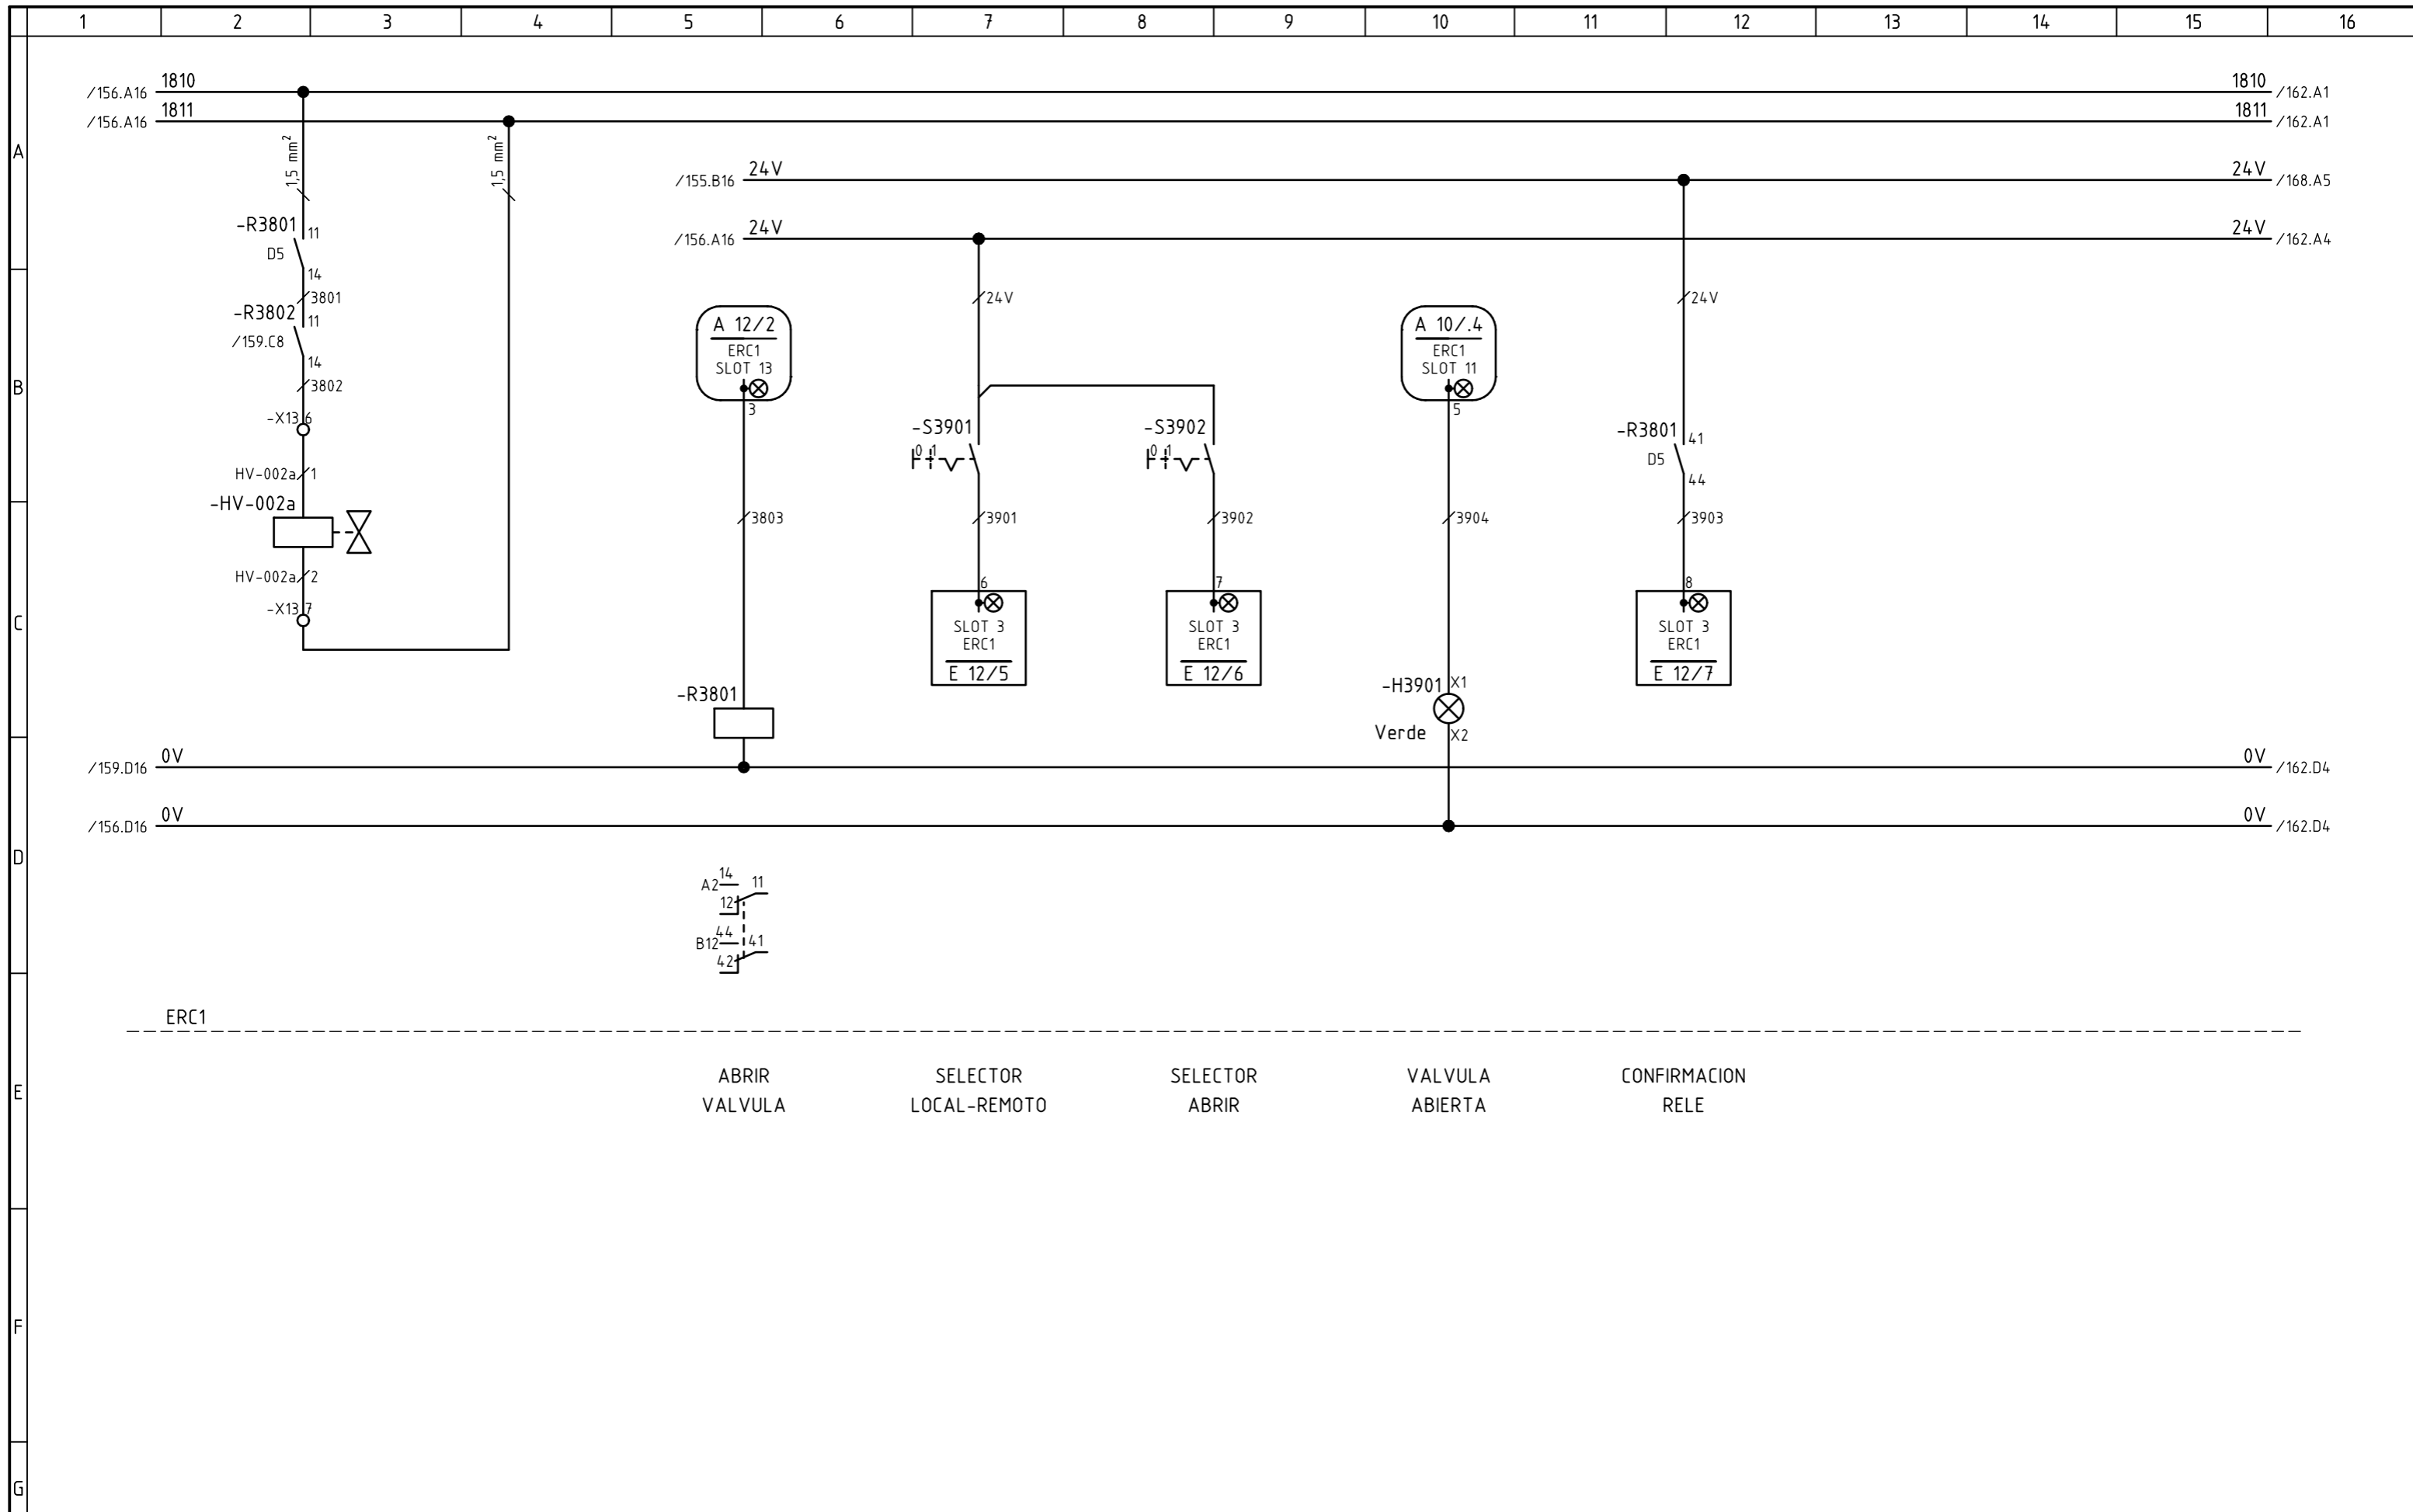 1 2 3 4 5 6 7 8 9 10 11 12 13 14 15 16
A
B
C
D
E
F
G
/156.A16 1810 1810 /162.A1
/156.A16 1811 1811 /162.A1
1,5 mm² 1,5 mm²
/155.B16 24V 24V /168.A5
/156.A16 24V 24V /162.A4
-R3801 11
D5
14
3801
-R3802 11
/159.C8
14
3802
-X13 6
HV-002a 1
-HV-002a
HV-002a 2
-X13 7
A 12/2
ERC1
SLOT 13
3
3803
-R3801
24V
-S3901
0 1
3901
6
SLOT 3
ERC1
E 12/5
-S3902
0 1
3902
7
SLOT 3
ERC1
E 12/6
A 10/.4
ERC1
SLOT 11
5
3904
-H3901 X1
Verde X2
24V
-R3801 41
D5
44
3903
8
SLOT 3
ERC1
E 12/7
/159.D16 0V 0V /162.D4
/156.D16 0V 0V /162.D4
14
A2 11
12
44
B12 41
42
ERC1
ABRIR
VALVULA
SELECTOR
LOCAL-REMOTO
SELECTOR
ABRIR
VALVULA
ABIERTA
CONFIRMACION
RELE